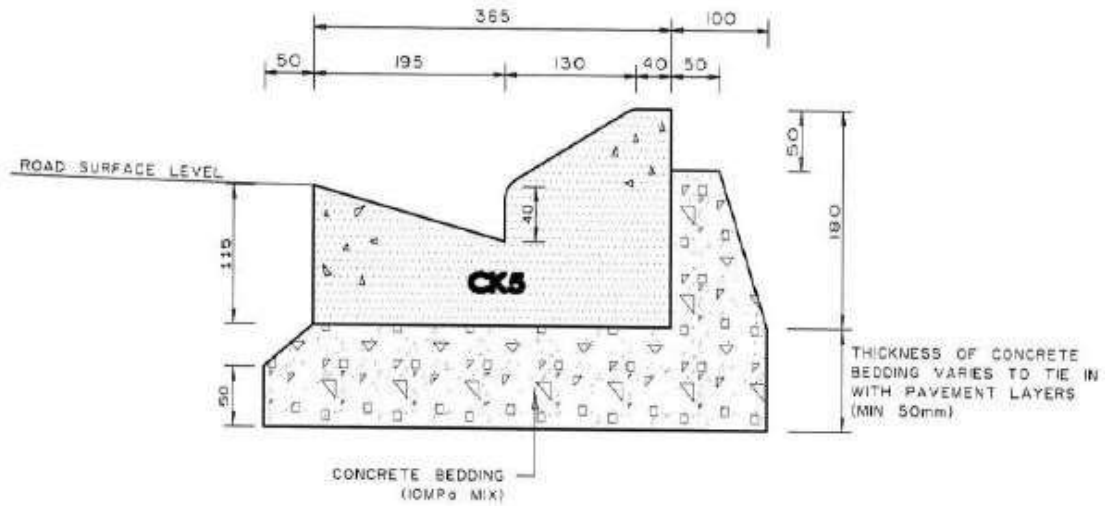 365
100
50
195
130
40
50
ROAD SURFACE LEVEL
50
40
180
115
CK5
THICKNESS OF CONCRETE
BEDDING VARIES TO TIE IN
WITH PAVEMENT LAYERS
(MIN 50mm)
50
CONCRETE BEDDING
(10MPa MIX)